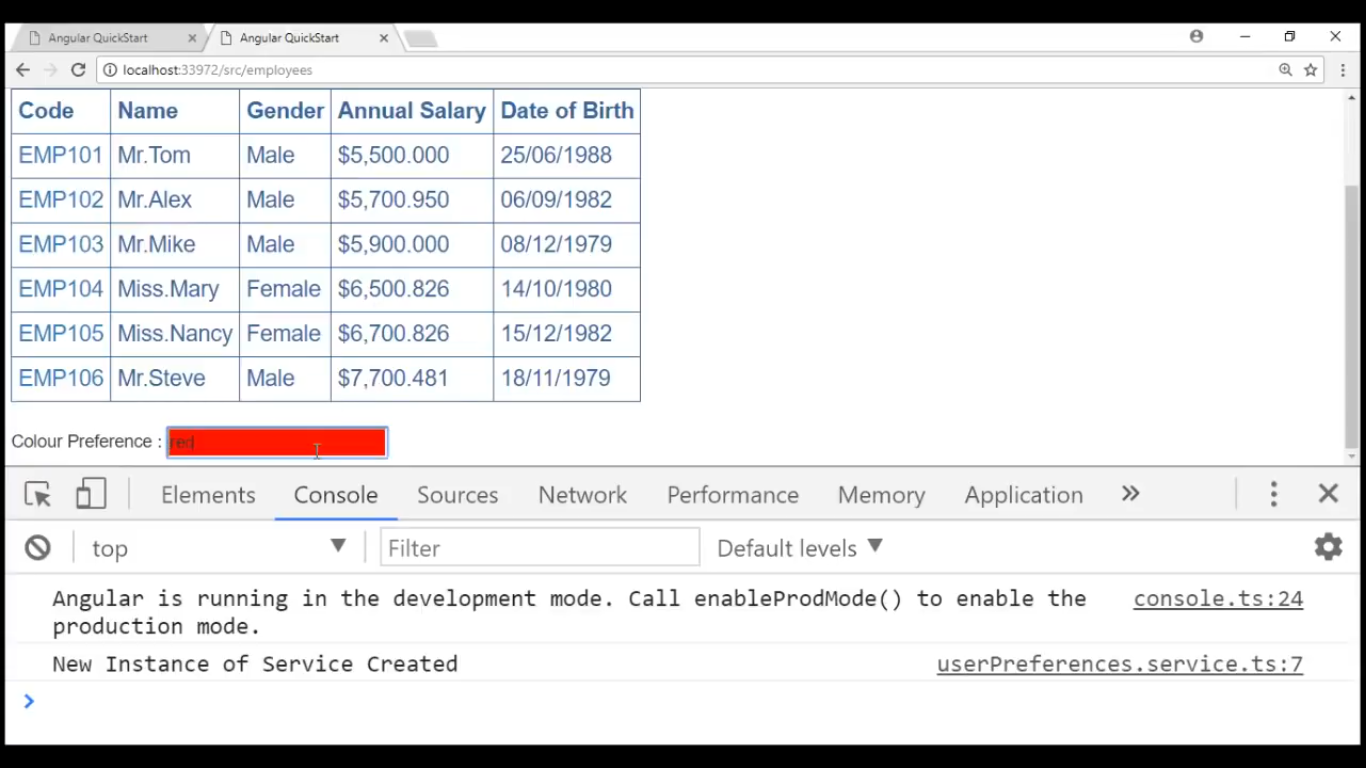 Angular QuickStart Angular QuickStart
localhost:33972/src/employees
Code Name Gender Annual Salary Date of Birth
EMP101 Mr.Tom Male $5,500.000 25/06/1988
EMP102 Mr.Alex Male $5,700.950 06/09/1982
EMP103 Mr.Mike Male $5,900.000 08/12/1979
EMP104 Miss.Mary Female $6,500.826 14/10/1980
EMP105 Miss.Nancy Female $6,700.826 15/12/1982
EMP106 Mr.Steve Male $7,700.481 18/11/1979
Colour Preference : red
Elements Console Sources Network Performance Memory Application
top Filter Default levels
Angular is running in the development mode. Call enableProdMode() to enable the console.ts:24
production mode.
New Instance of Service Created userPreferences.service.ts:7